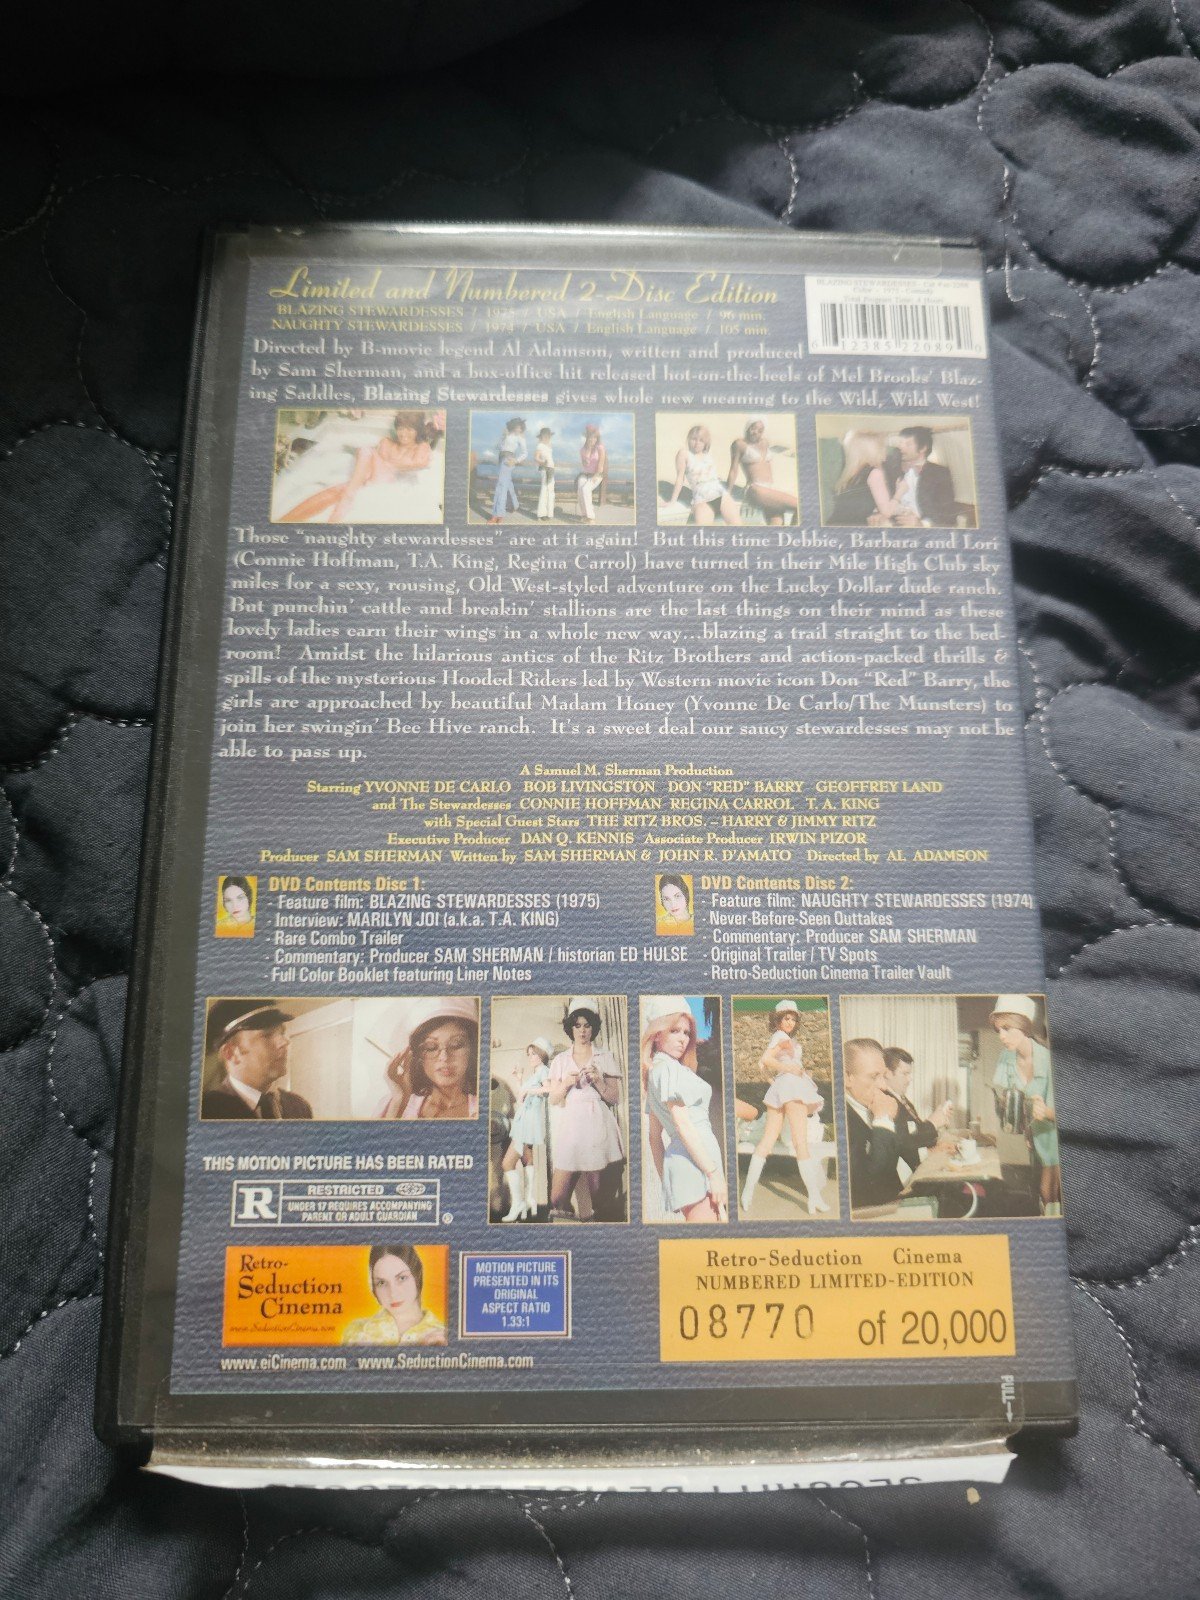 Limited and Numbered 2-Disc Edition
BLAZING STEWARDESSES / 1975 / USA / English Language / 96 min.
NAUGHTY STEWARDESSES / 1974 / USA / English Language / 105 min.
BLAZING STEWARDESSES
Color - 1975 - Comedy
Total Program Time: 4 Hours
6 12385 22089 6
Directed by B-movie legend Al Adamson, written and produced
by Sam Sherman, and a box-office hit released hot-on-the-heels of Mel Brooks' Blaz-
ing Saddles, Blazing Stewardesses gives whole new meaning to the Wild, Wild West!
Those "naughty stewardesses" are at it again! But this time Debbie, Barbara and Lori
(Connie Hoffman, T.A. King, Regina Carrol) have turned in their Mile High Club sky
miles for a sexy, rousing, Old West-styled adventure on the Lucky Dollar dude ranch.
But punchin' cattle and breakin' stallions are the last things on their mind as these
lovely ladies earn their wings in a whole new way...blazing a trail straight to the bed-
room! Amidst the hilarious antics of the Ritz Brothers and action-packed thrills &
spills of the mysterious Hooded Riders led by Western movie icon Don "Red" Barry, the
girls are approached by beautiful Madam Honey (Yvonne De Carlo/The Munsters) to
join her swingin' Bee Hive ranch. It's a sweet deal our saucy stewardesses may not be
able to pass up.
A Samuel M. Sherman Production
Starring YVONNE DE CARLO BOB LIVINGSTON DON "RED" BARRY GEOFFREY LAND
and The Stewardesses CONNIE HOFFMAN REGINA CARROL T. A. KING
with Special Guest Stars THE RITZ BROS. – HARRY & JIMMY RITZ
Executive Producer DAN Q. KENNIS Associate Producer IRWIN PIZOR
Producer SAM SHERMAN Written by SAM SHERMAN & JOHN R. D'AMATO Directed by AL ADAMSON
DVD Contents Disc 1:
- Feature film: BLAZING STEWARDESSES (1975)
- Interview: MARILYN JOI (a.k.a. T.A. KING)
- Rare Combo Trailer
- Commentary: Producer SAM SHERMAN / historian ED HULSE
- Full Color Booklet featuring Liner Notes
DVD Contents Disc 2:
- Feature film: NAUGHTY STEWARDESSES (1974)
- Never-Before-Seen Outtakes
- Commentary: Producer SAM SHERMAN
- Original Trailer / TV Spots
- Retro-Seduction Cinema Trailer Vault
THIS MOTION PICTURE HAS BEEN RATED
R RESTRICTED
UNDER 17 REQUIRES ACCOMPANYING
PARENT OR ADULT GUARDIAN
®
Retro-
Seduction
Cinema
www.SeductionCinema.com
MOTION PICTURE
PRESENTED IN ITS
ORIGINAL
ASPECT RATIO
1.33:1
Retro-Seduction Cinema
NUMBERED LIMITED-EDITION
08770 of 20,000
www.eiCinema.com www.SeductionCinema.com
PULL→